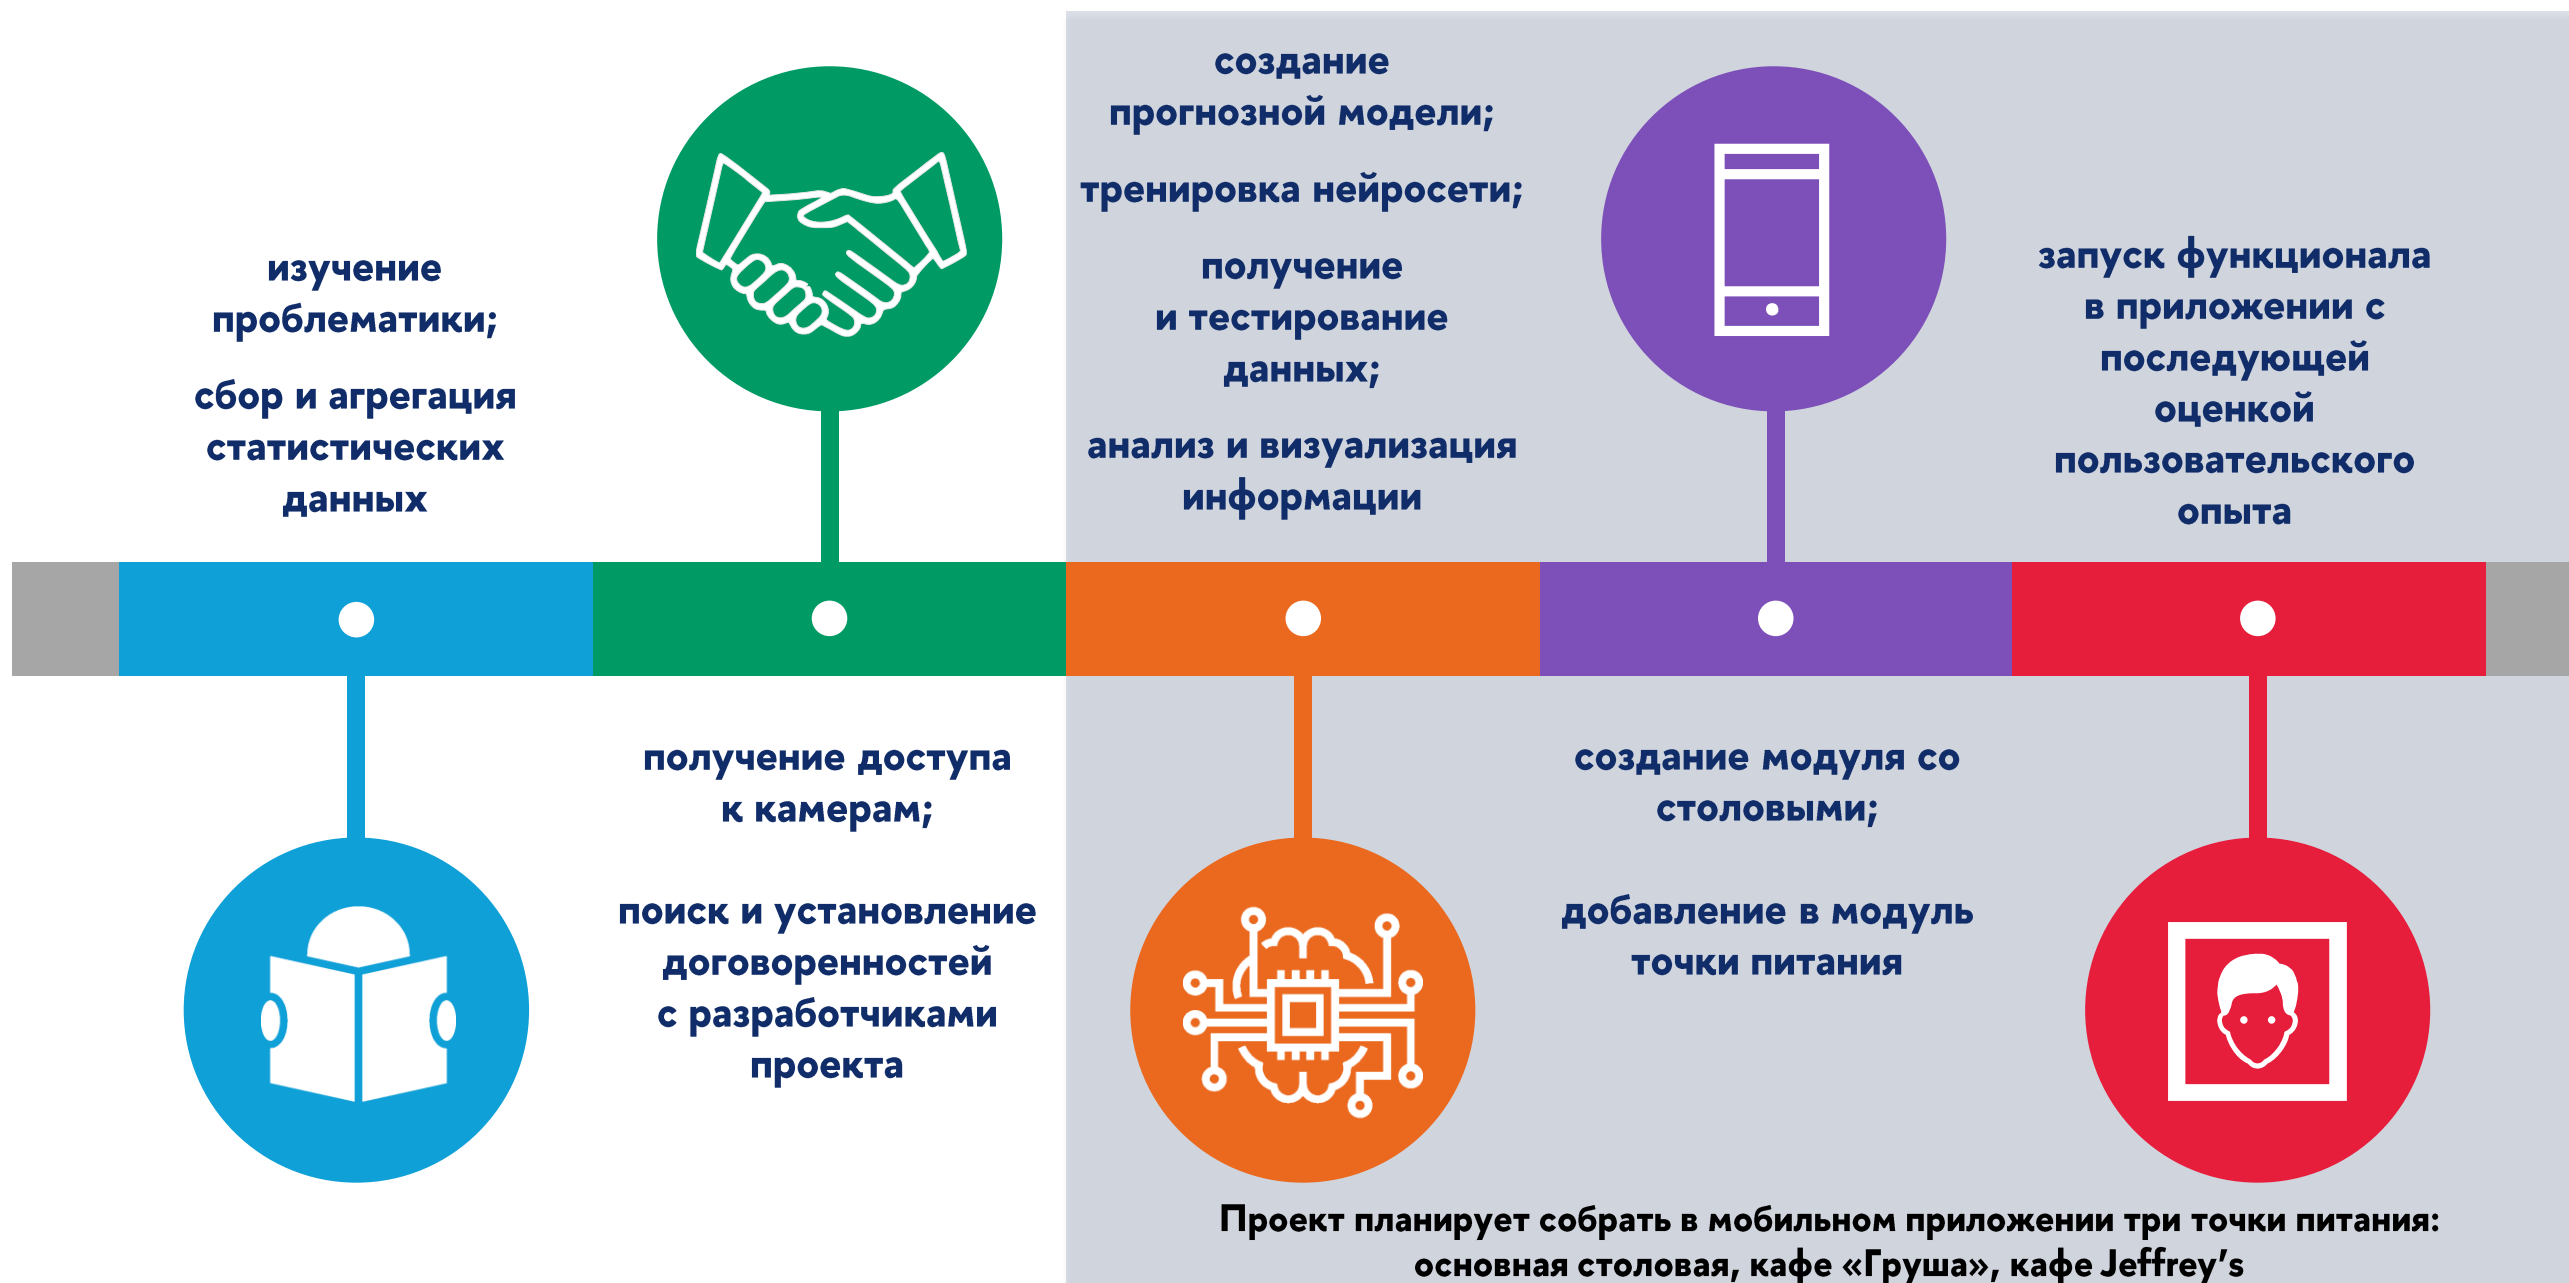 изучение
проблематики;
сбор и агрегация
статистических
данных
получение доступа
к камерам;
поиск и установление
договоренностей
с разработчиками
проекта
создание
прогнозной модели;
тренировка нейросети;
получение
и тестирование
данных;
анализ и визуализация
информации
создание модуля со
столовыми;
добавление в модуль
точки питания
запуск функционала
в приложении с
последующей
оценкой
пользовательского
опыта
Проект планирует собрать в мобильном приложении три точки питания:
основная столовая, кафе «Груша», кафе Jeffrey’s